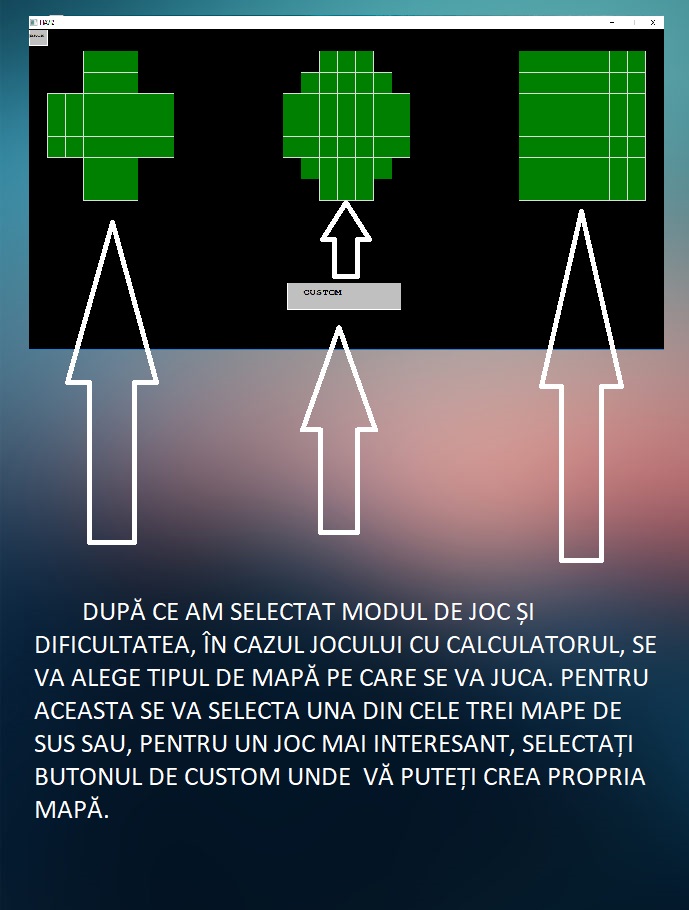 CUSTOM
DUPĂ CE AM SELECTAT MODUL DE JOC ȘI
DIFICULTATEA, ÎN CAZUL JOCULUI CU CALCULATORUL, SE
VA ALEGE TIPUL DE MAPĂ PE CARE SE VA JUCA. PENTRU
ACEASTA SE VA SELECTA UNA DIN CELE TREI MAPE DE
SUS SAU, PENTRU UN JOC MAI INTERESANT, SELECTAȚI
BUTONUL DE CUSTOM UNDE VĂ PUTEȚI CREA PROPRIA
MAPĂ.